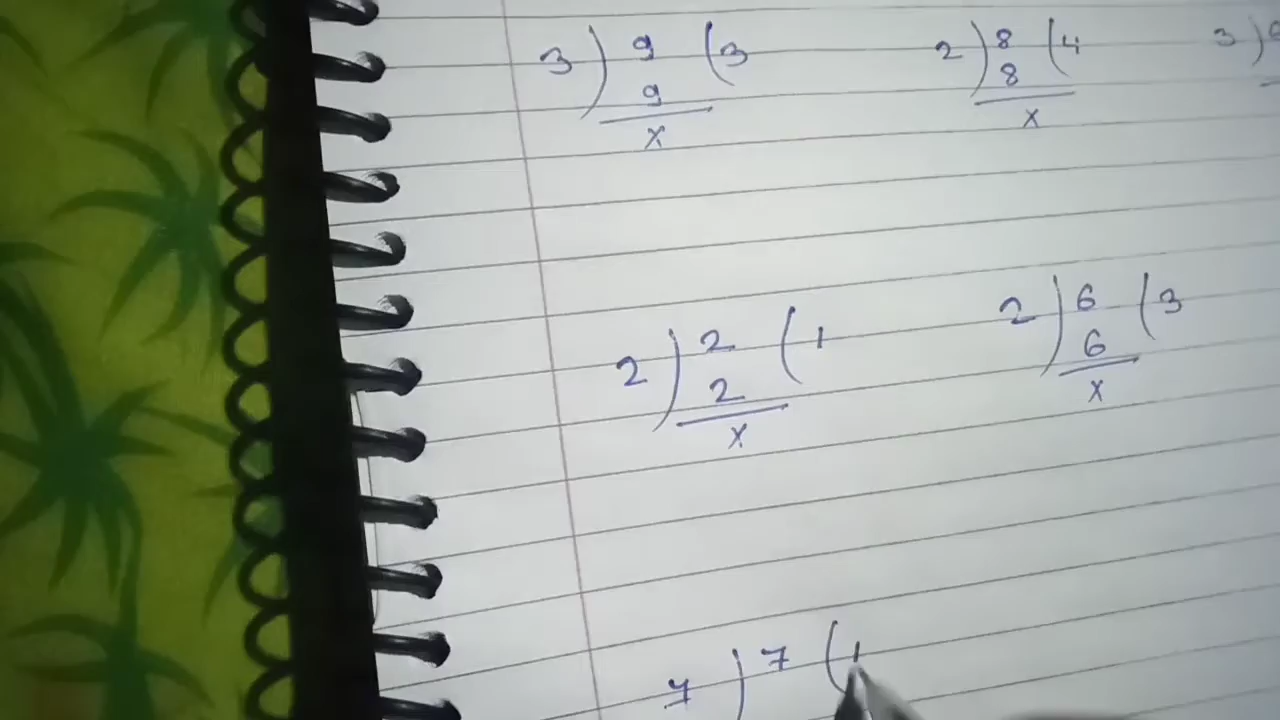 3 ) 9 ( 3    2 ) 8 ( 4    3 )
9    8
x    x
2 ) 2 ( 1    2 ) 6 ( 3
2    6
x    x
7 ) 7 ( 1